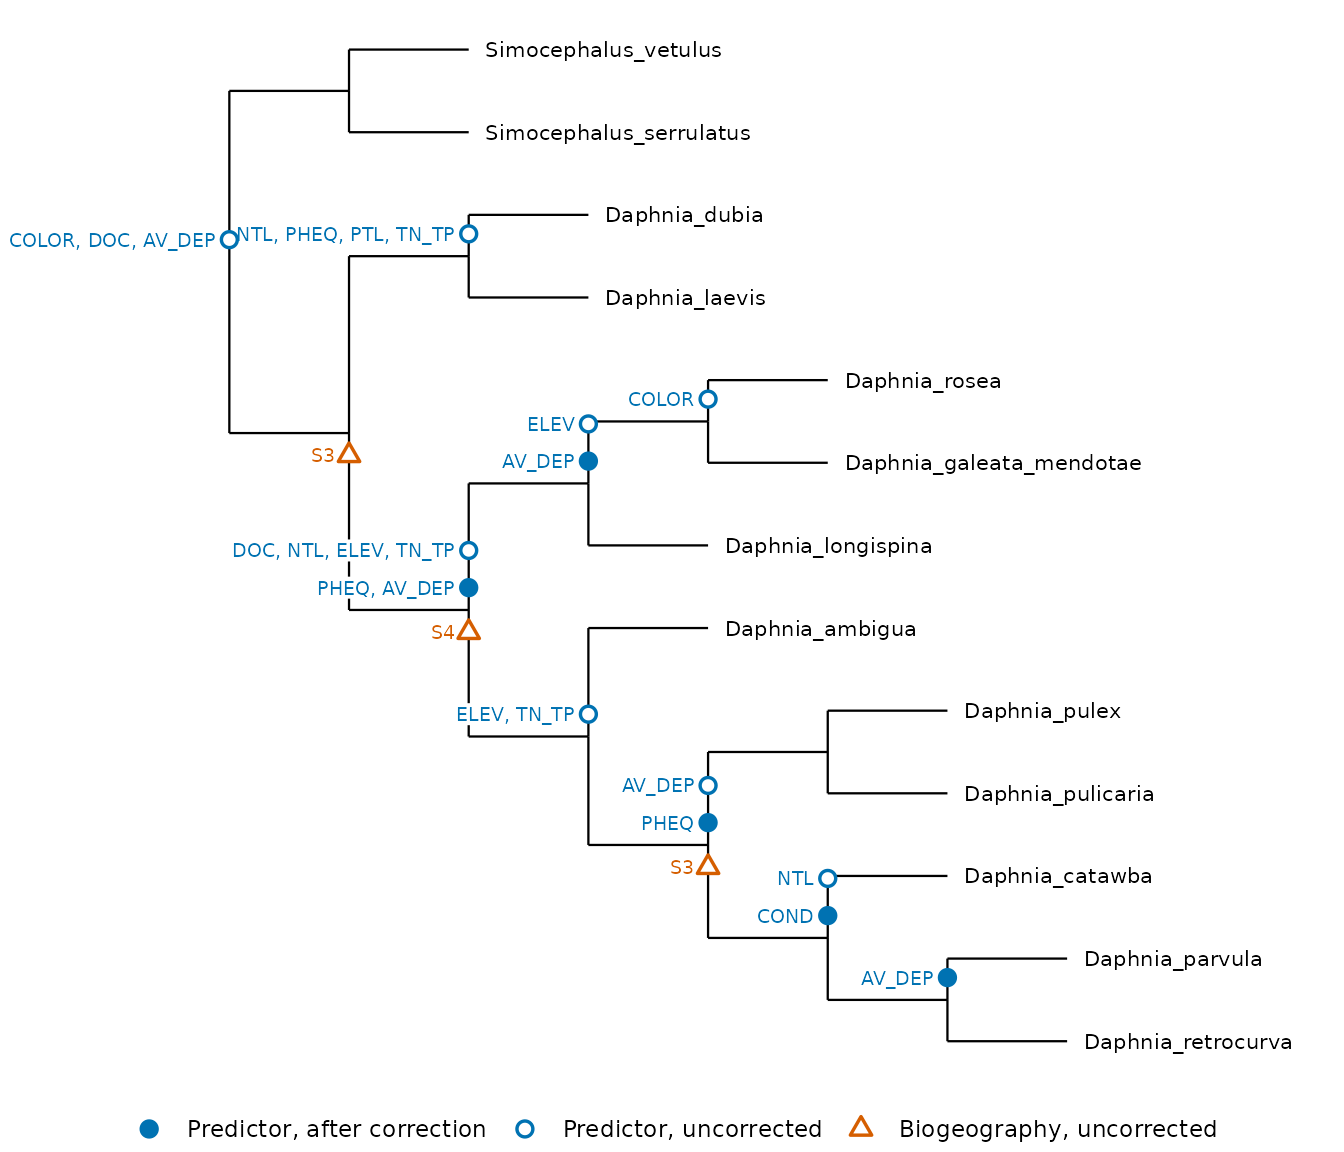 Simocephalus_vetulus
Simocephalus_serrulatus
Daphnia_dubia
NTL, PHEQ, PTL, TN_TP
COLOR, DOC, AV_DEP
Daphnia_laevis
Daphnia_rosea
COLOR
ELEV
S3
AV_DEP
Daphnia_galeata_mendotae
Daphnia_longispina
DOC, NTL, ELEV, TN_TP
PHEQ, AV_DEP
S4
Daphnia_ambigua
ELEV, TN_TP
Daphnia_pulex
AV_DEP
Daphnia_pulicaria
PHEQ
S3
Daphnia_catawba
NTL
COND
Daphnia_parvula
AV_DEP
Daphnia_retrocurva
Predictor, after correction
Predictor, uncorrected
Biogeography, uncorrected